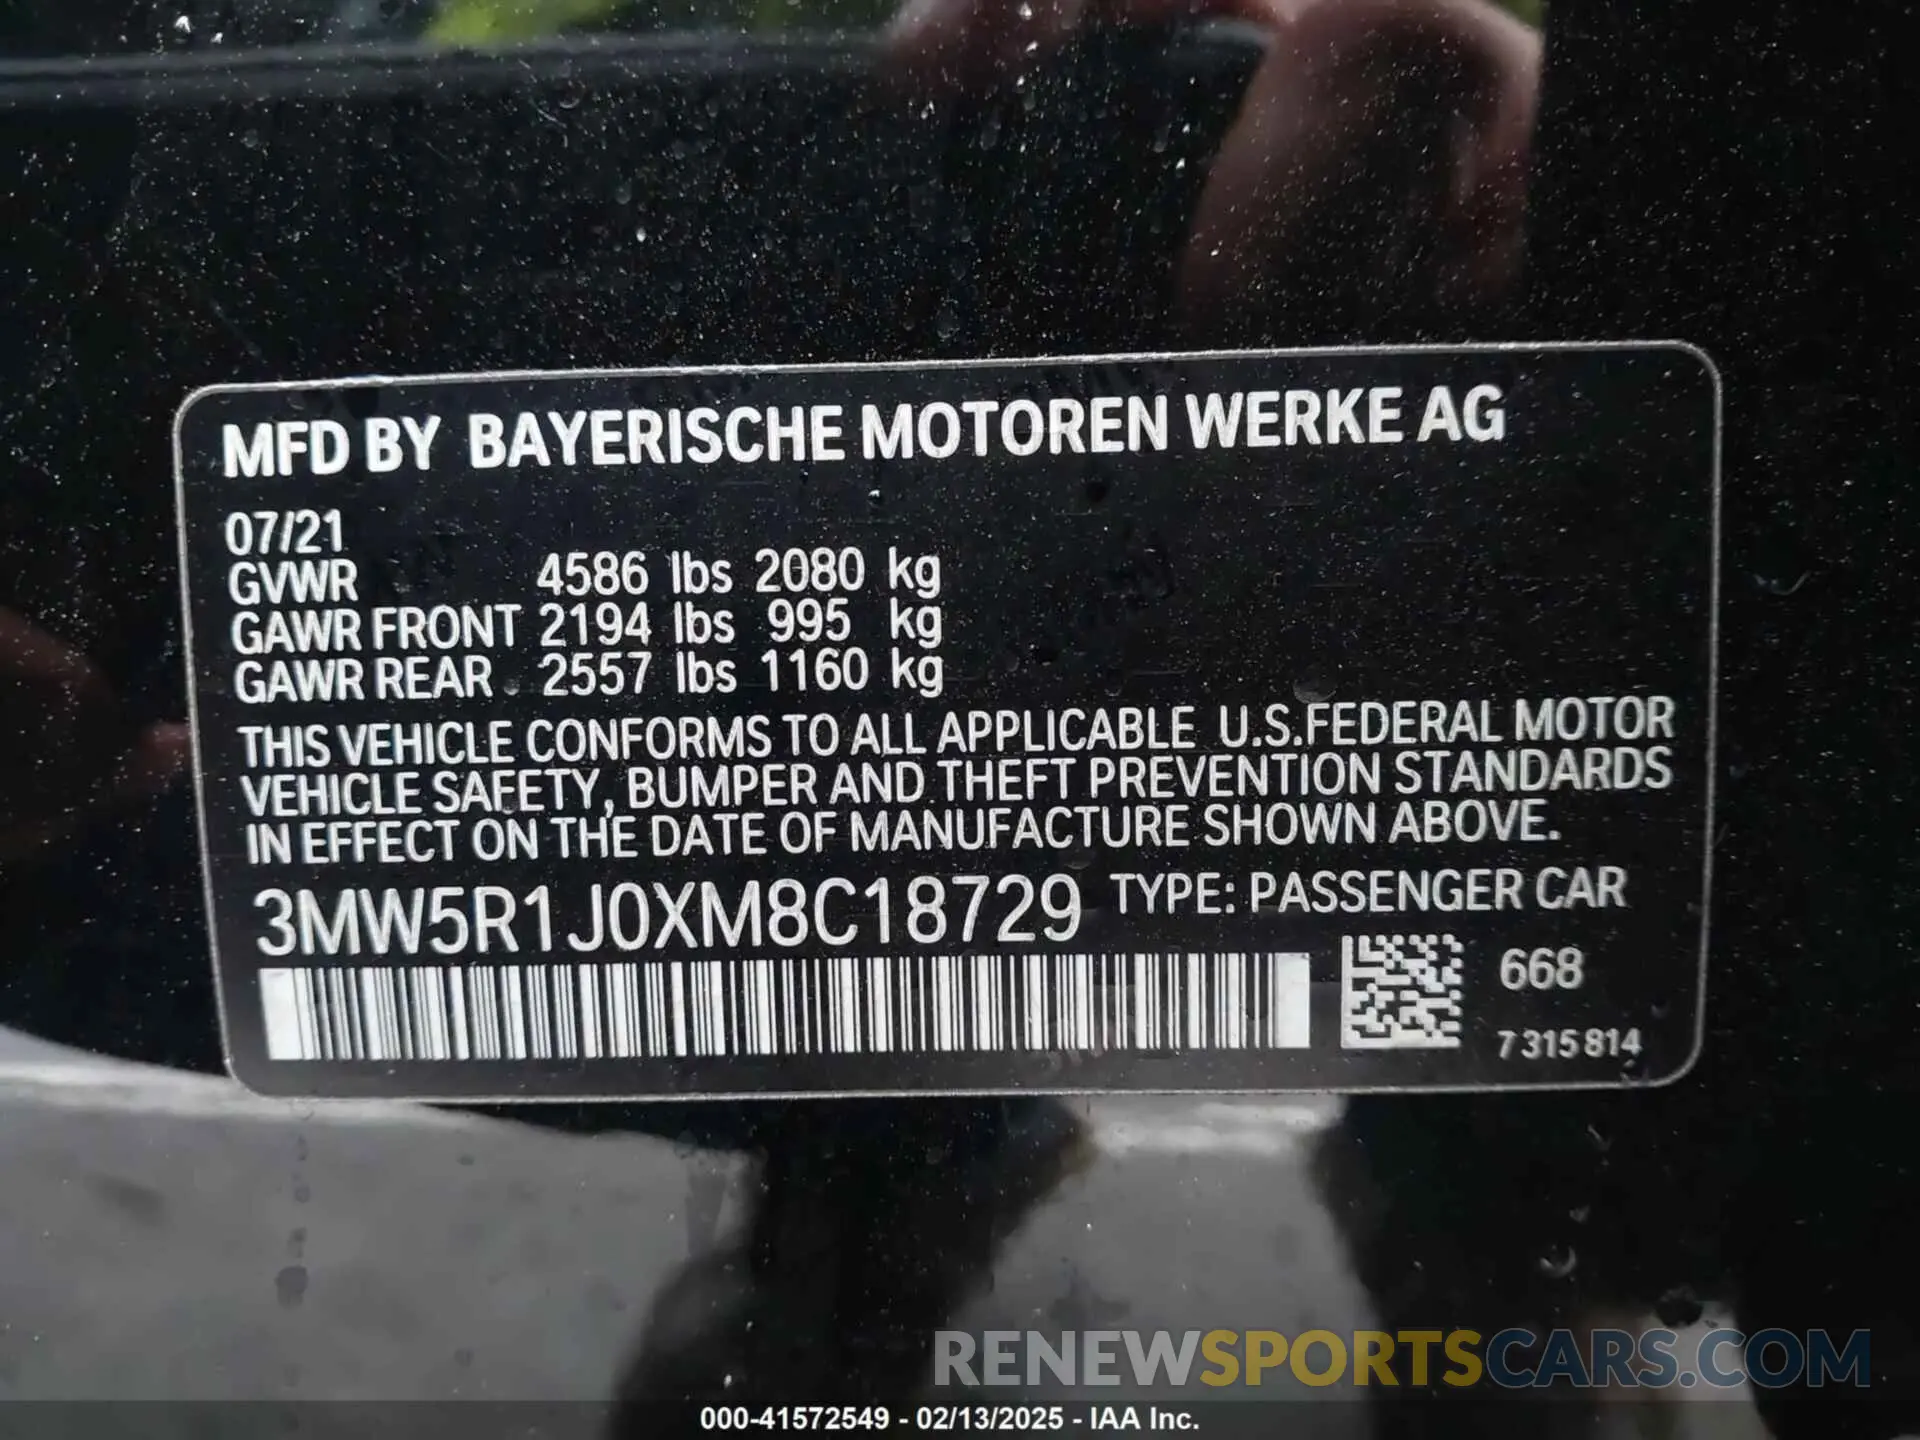 MFD BY BAYERISCHE MOTOREN WERKE AG
07/21
GVWR 4586 lbs 2080 kg
GAWR FRONT 2194 lbs 995 kg
GAWR REAR 2557 lbs 1160 kg
THIS VEHICLE CONFORMS TO ALL APPLICABLE U.S.FEDERAL MOTOR
VEHICLE SAFETY, BUMPER AND THEFT PREVENTION STANDARDS
IN EFFECT ON THE DATE OF MANUFACTURE SHOWN ABOVE.
3MW5R1J0XM8C18729 TYPE: PASSENGER CAR
668
7 315 814
RENEWSPORTSCARS.COM
000-41572549 - 02/13/2025 - IAA Inc.